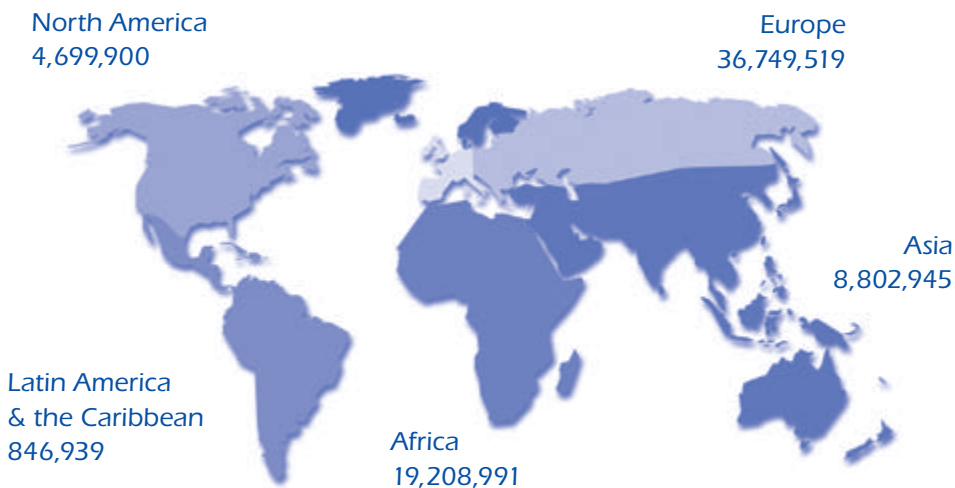 North America
4,699,900
Europe
36,749,519
Asia
8,802,945
Latin America
& the Caribbean
846,939
Africa
19,208,991